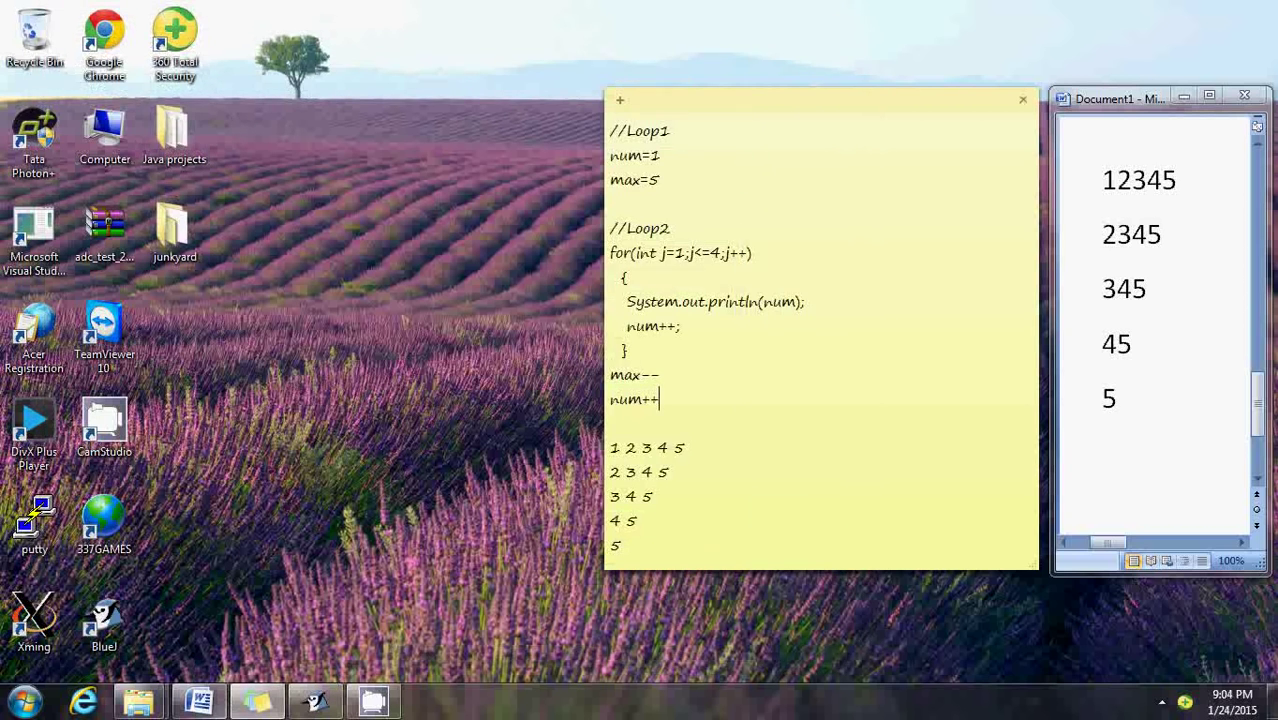 Recycle Bin
Google
Chrome
360 Total
Security
Tata
Photon+
Computer
Java projects
Microsoft
Visual Stud...
adc_test_2...
junkyard
Acer
Registration
TeamViewer
10
DivX Plus
Player
CamStudio
putty
337GAMES
Xming
BlueJ
+
×
//Loop1
num=1
max=5
//Loop2
for(int j=1;j<=4;j++)
{
System.out.println(num);
num++;
}
max--
num++
1 2 3 4 5
2 3 4 5
3 4 5
4 5
5
Document1 - Mi...
12345
2345
345
45
5
100%
9:04 PM
1/24/2015